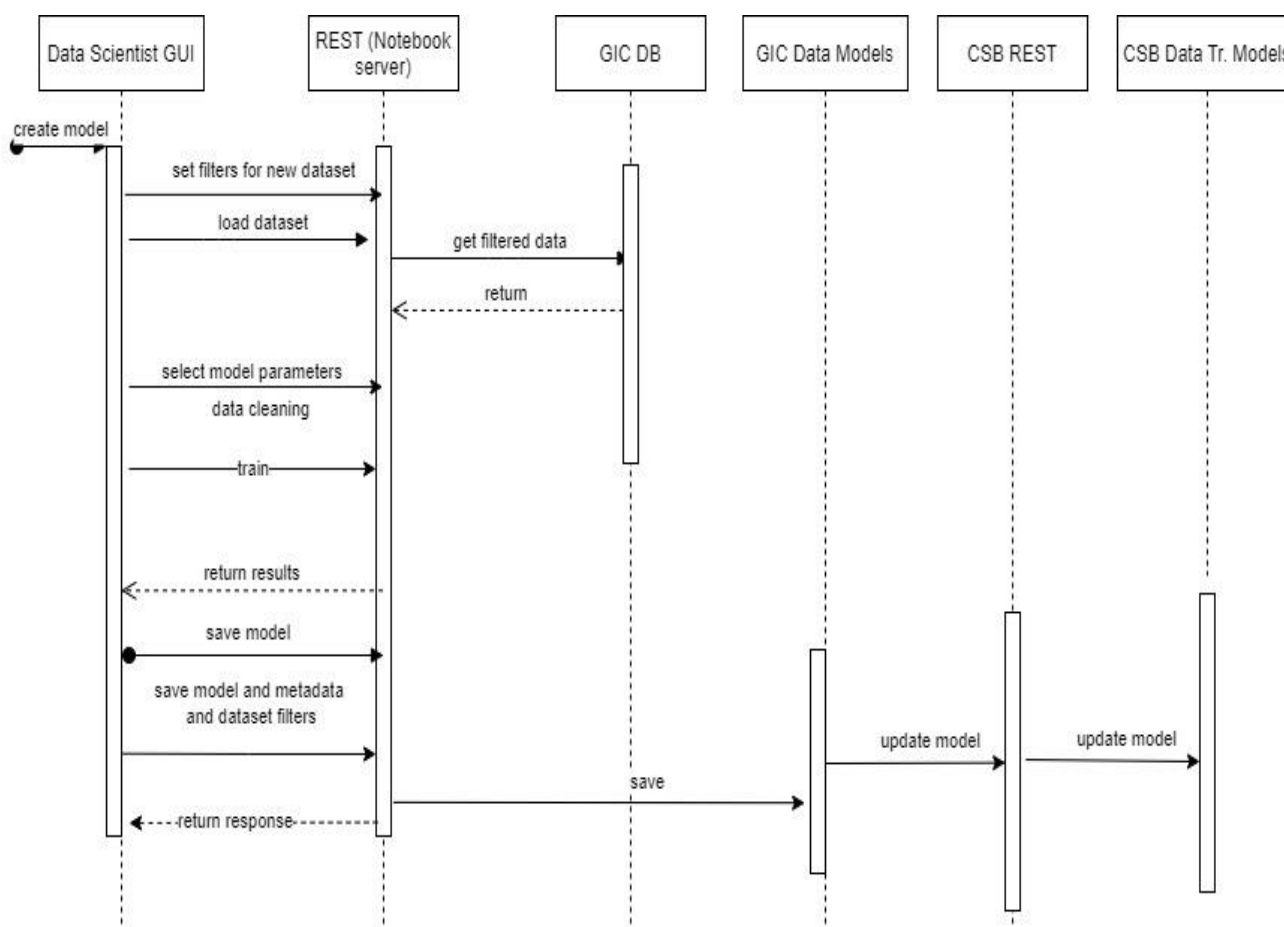 Data Scientist GUI
REST (Notebook
server)
GIC DB
GIC Data Models
CSB REST
CSB Data Tr. Models
create model
set filters for new dataset
load dataset
get filtered data
return
select model parameters
data cleaning
train
return results
save model
save model and metadata
and dataset filters
update model
update model
save
return response